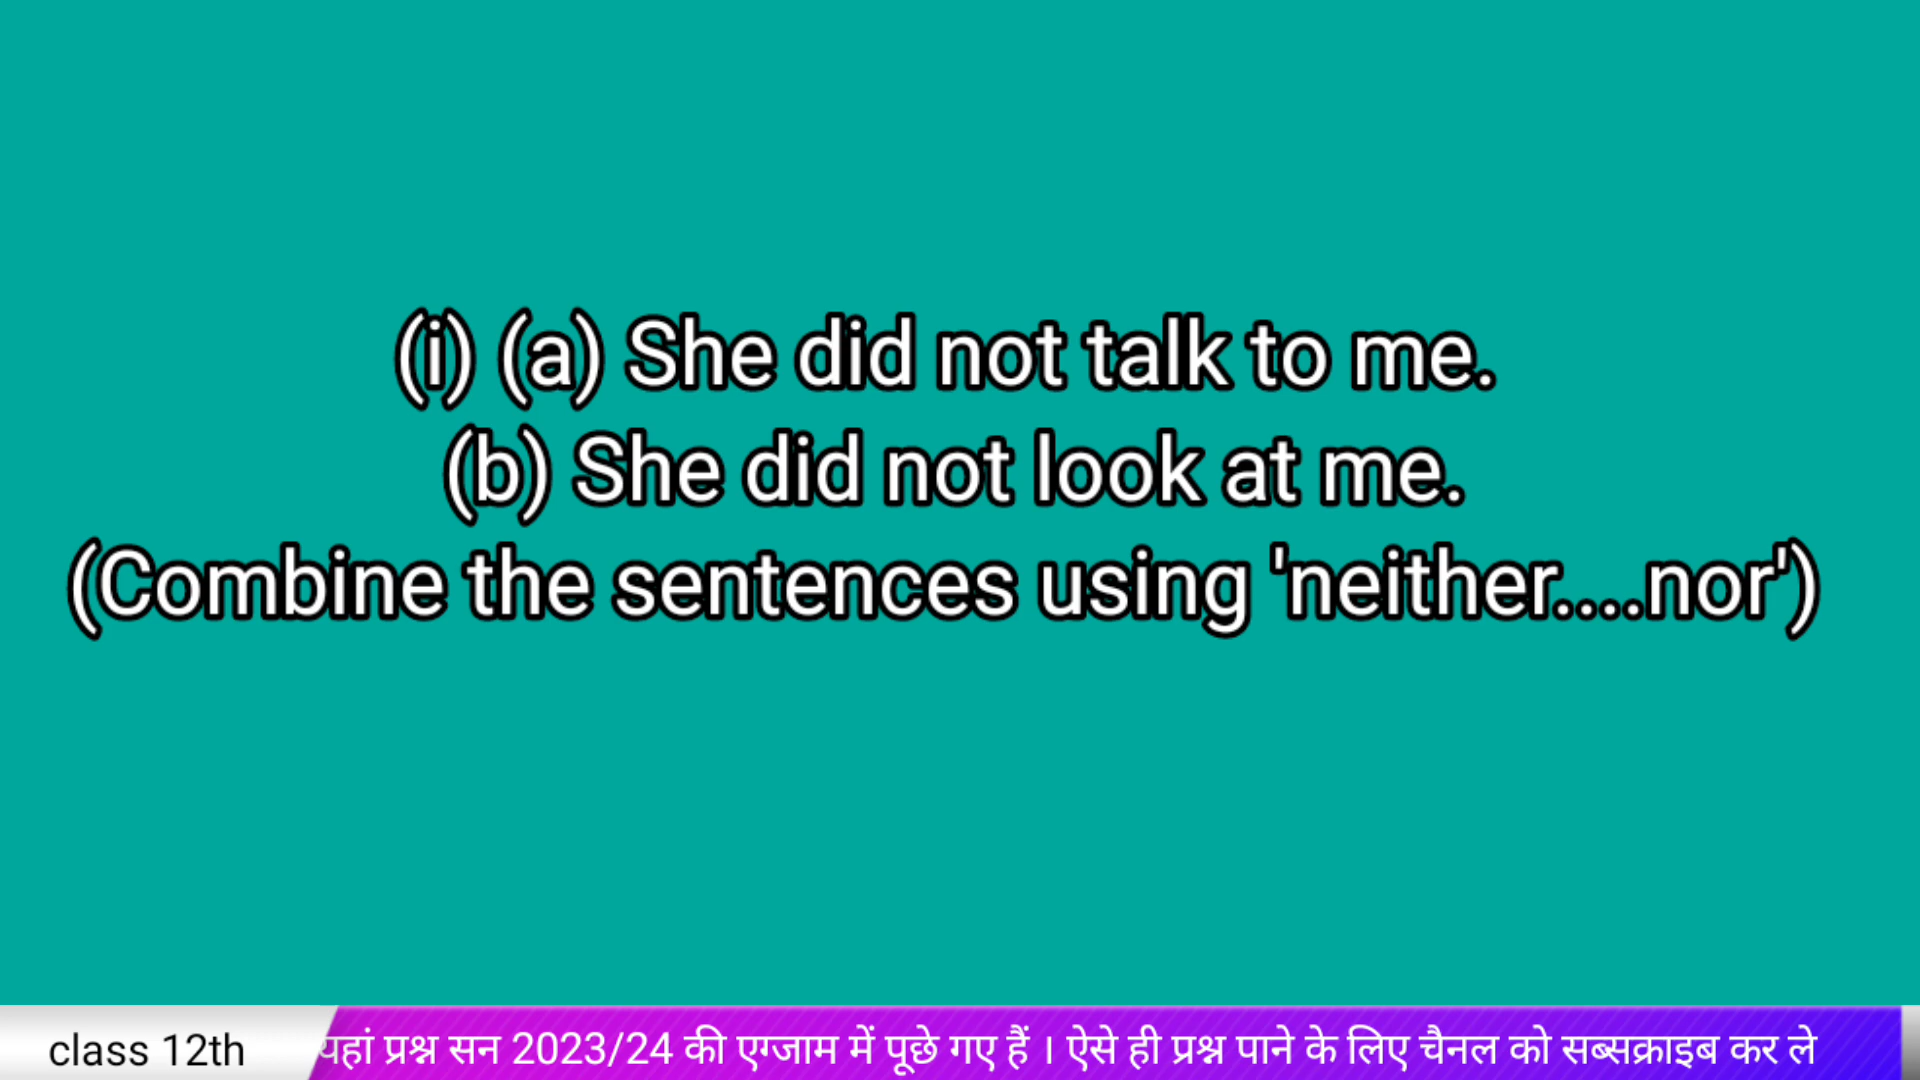 (i) (a) She did not talk to me.
(b) She did not look at me.
(Combine the sentences using 'neither....nor')
class 12th
यहां प्रश्न सन 2023/24 की एग्जाम में पूछे गए हैं । ऐसे ही प्रश्न पाने के लिए चैनल को सब्सक्राइब कर ले